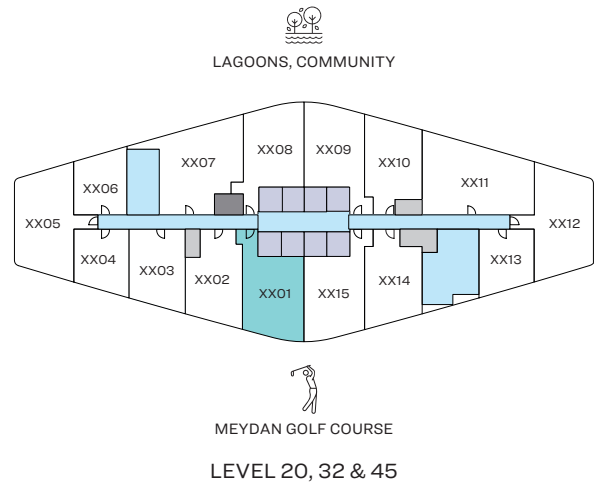 LAGOONS, COMMUNITY
XX08
XX09
XX07
XX10
XX06
XX11
XX05
XX12
XX04
XX03
XX02
XX01
XX15
XX14
XX13
MEYDAN GOLF COURSE
LEVEL 20, 32 & 45